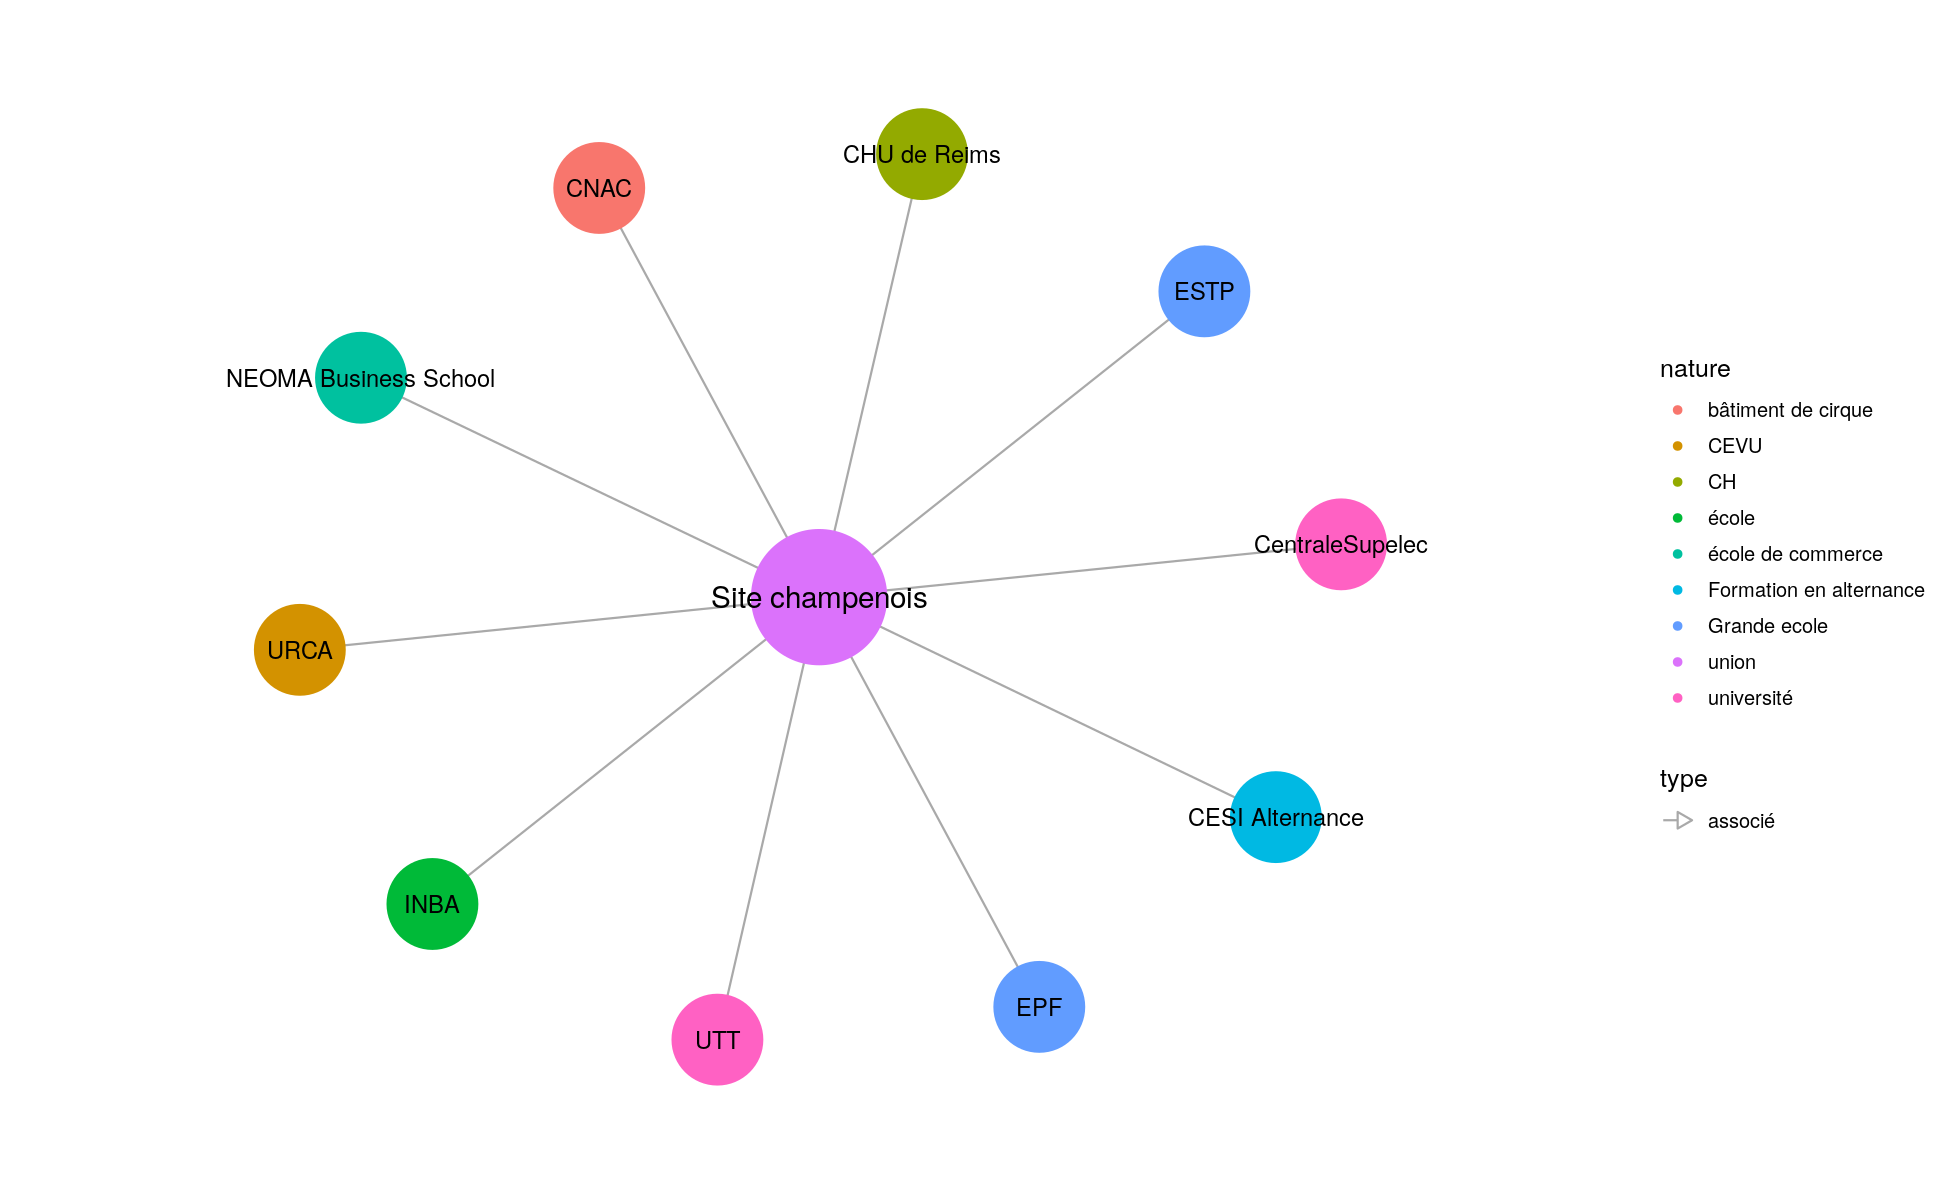 CHU de Reims
CNAC
ESTP
NEOMA Business School
CentraleSupelec
Site champenois
URCA
CESI Alternance
INBA
EPF
UTT
nature
bâtiment de cirque
CEVU
CH
école
école de commerce
Formation en alternance
Grande ecole
union
université
type
associé